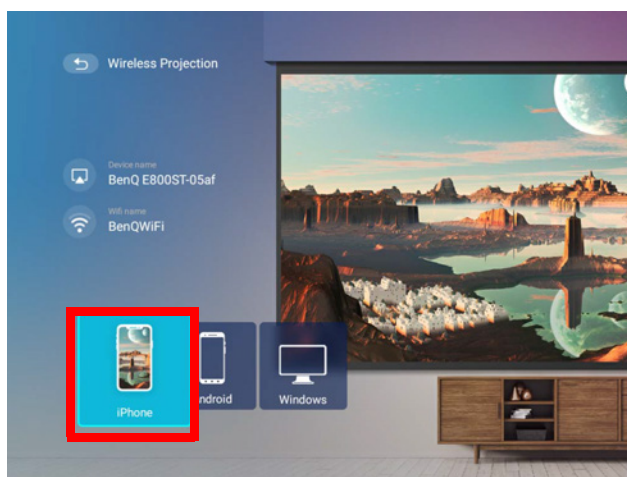 Wireless Projection
Device name
BenQ E800ST-05af
Wifi name
BenQWiFi
iPhone
ndroid
Windows